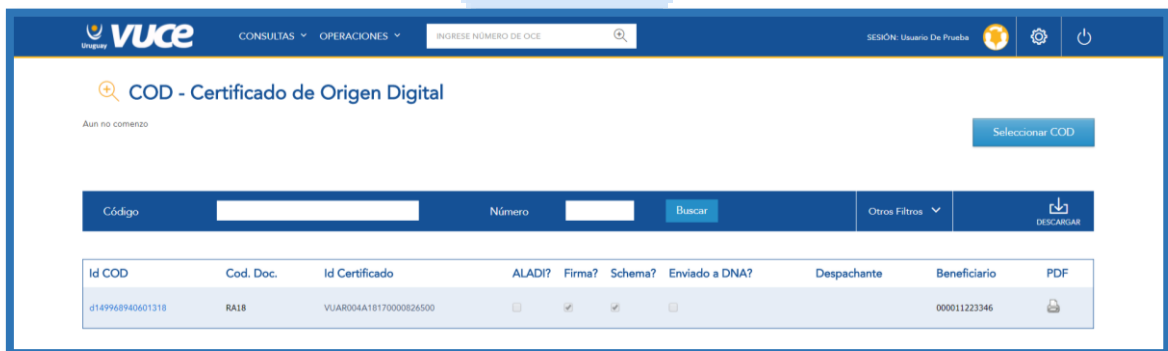 Uruguay VUCE CONSULTAS OPERACIONES INGRESE NÚMERO DE OCE SESIÓN: Usuario De Prueba
COD - Certificado de Origen Digital
Aun no comenzo
Seleccionar COD
Código Número Buscar Otros Filtros DESCARGAR
Id COD Cod. Doc. Id Certificado ALADI? Firma? Schema? Enviado a DNA? Despachante Beneficiario PDF
d149968940601318 RA18 VUAR004A18170000826500 000011223346